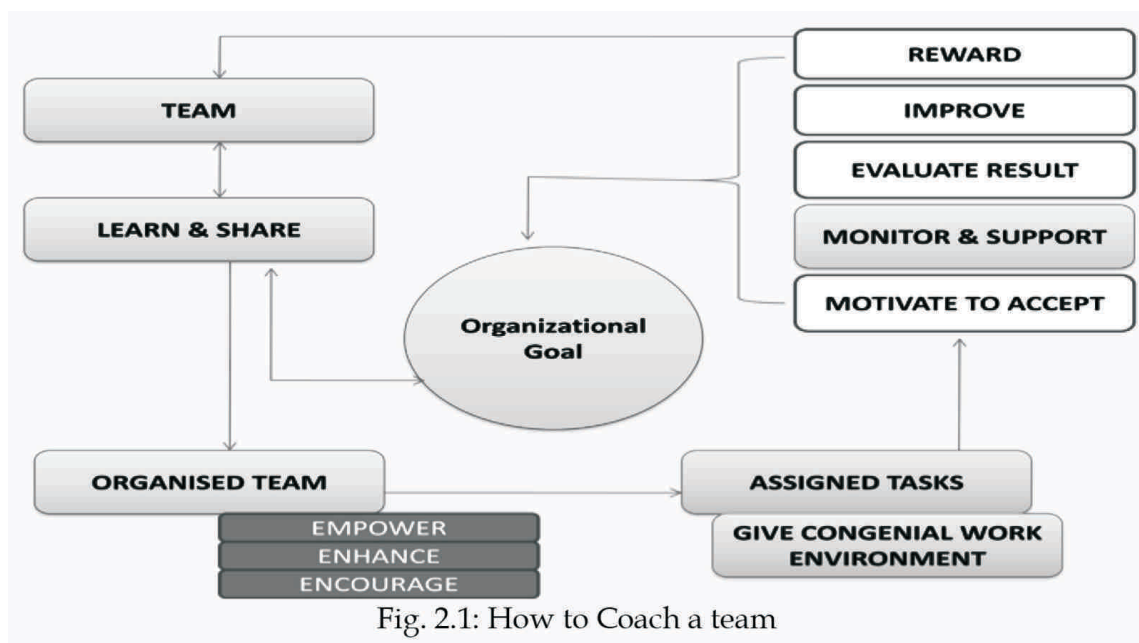 REWARD
TEAM
IMPROVE
EVALUATE RESULT
LEARN & SHARE
MONITOR & SUPPORT
MOTIVATE TO ACCEPT
Organizational
Goal
ORGANISED TEAM
ASSIGNED TASKS
EMPOWER
ENHANCE
ENCOURAGE
GIVE CONGENIAL WORK
ENVIRONMENT
Fig. 2.1: How to Coach a team